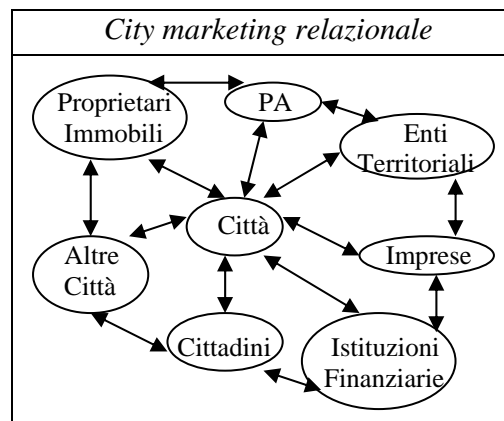 City marketing relazionale
Proprietari
Immobili
PA
Enti
Territoriali
Città
Altre
Città
Imprese
Cittadini
Istituzioni
Finanziarie